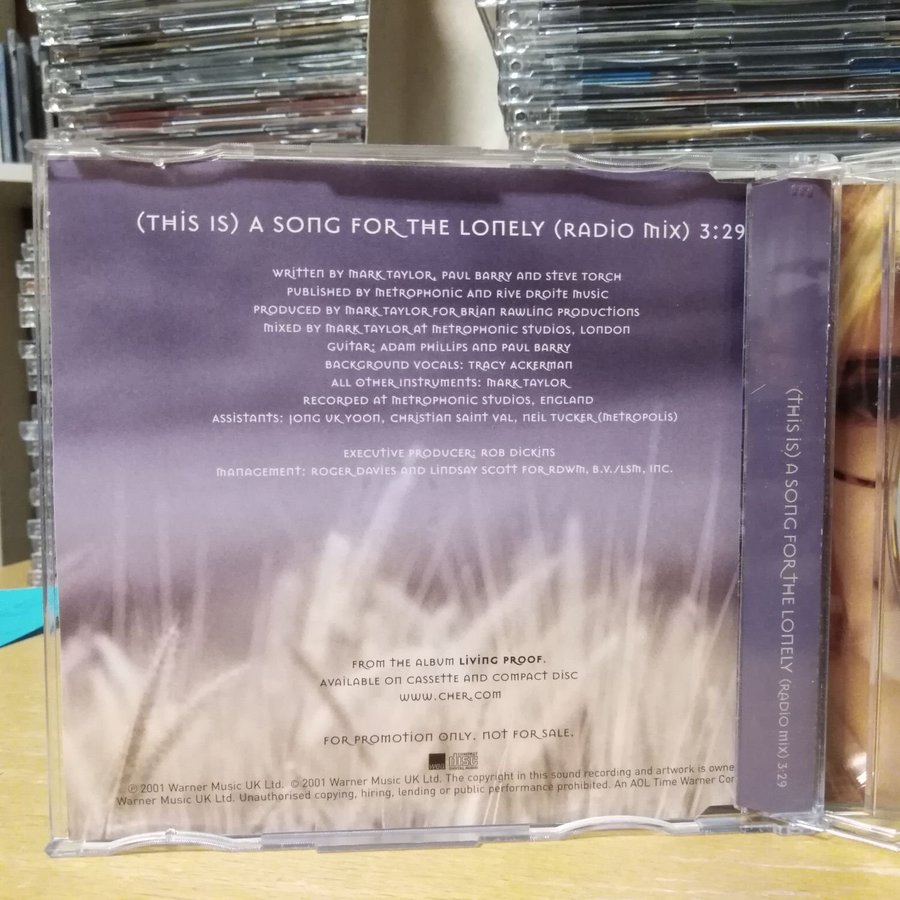 (THIS IS) A SONG FOR THE LONELY (RADIO MIX) 3:29
WRITTEN BY MARK TAYLOR, PAUL BARRY AND STEVE TORCH
PUBLISHED BY METROPHONIC AND RIVE DROITE MUSIC
PRODUCED BY MARK TAYLOR FOR BRIAN RAWLING PRODUCTIONS
MIXED BY MARK TAYLOR AT METROPHONIC STUDIOS, LONDON
GUITAR: ADAM PHILLIPS AND PAUL BARRY
BACKGROUND VOCALS: TRACY ACKERMAN
ALL OTHER INSTRUMENTS: MARK TAYLOR
RECORDED AT METROPHONIC STUDIOS, ENGLAND
ASSISTANTS: JONG UK YOON, CHRISTIAN SAINT VAL, NEIL TUCKER (METROPOLIS)
EXECUTIVE PRODUCER: ROB DICKINS
MANAGEMENT: ROGER DAVIES AND LINDSAY SCOTT FOR RDWM, B.V./LSM, INC.
FROM THE ALBUM LIVING PROOF.
AVAILABLE ON CASSETTE AND COMPACT DISC
WWW.CHER.COM
FOR PROMOTION ONLY. NOT FOR SALE.
℗ 2001 Warner Music UK Ltd. © 2001 Warner Music UK Ltd. The copyright in this sound recording and artwork is owne
Warner Music UK Ltd. Unauthorised copying, hiring, lending or public performance prohibited. An AOL Time Warner Cor
(THIS IS) A SONG FOR THE LONELY (RADIO MIX) 3:29